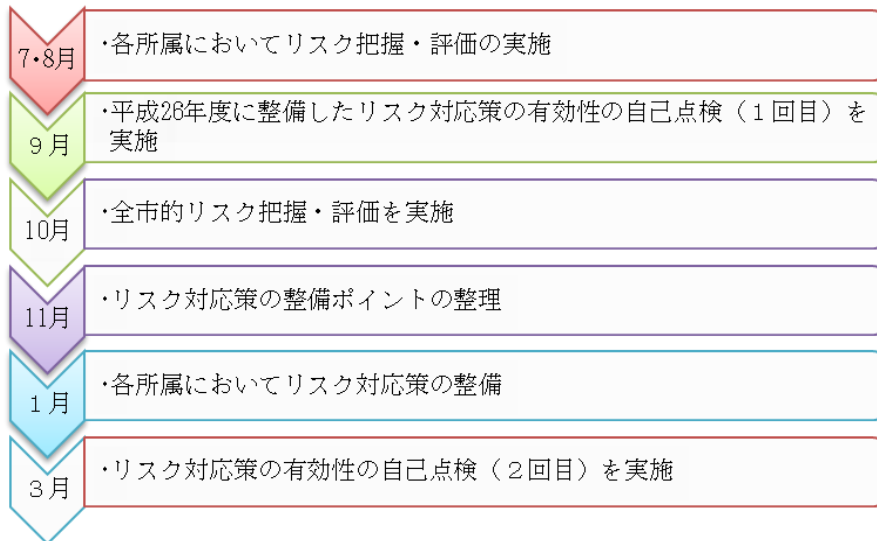 7・8月
・各所属においてリスク把握・評価の実施
9月
・平成26年度に整備したリスク対応策の有効性の自己点検（１回目）を
実施
10月
・全市的リスク把握・評価を実施
11月
・リスク対応策の整備ポイントの整理
１月
・各所属においてリスク対応策の整備
３月
・リスク対応策の有効性の自己点検（２回目）を実施